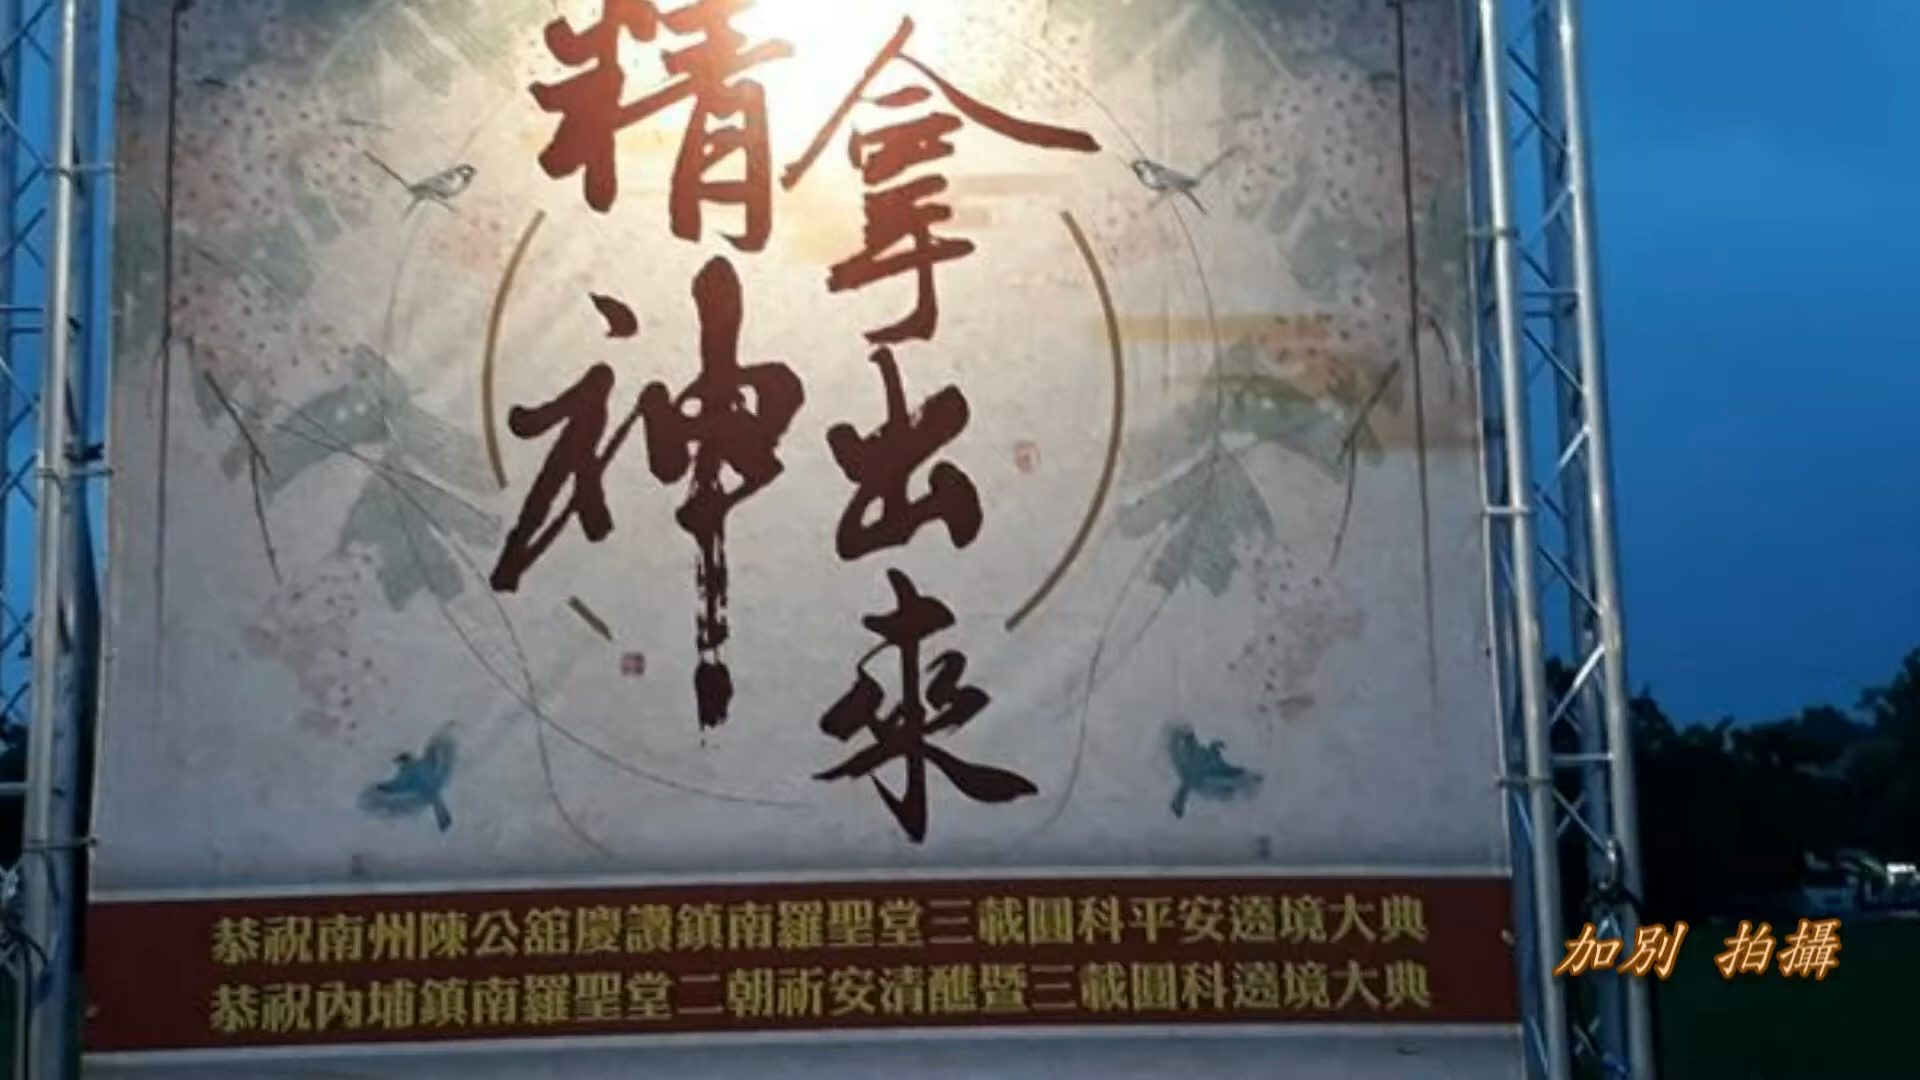 拿出來
精神
恭祝南州陳公舘慶讚鎮南羅聖堂三載圓科平安遶境大典
恭祝內埔鎮南羅聖堂二朝祈安清醮暨三載圓科遶境大典
加別 拍攝